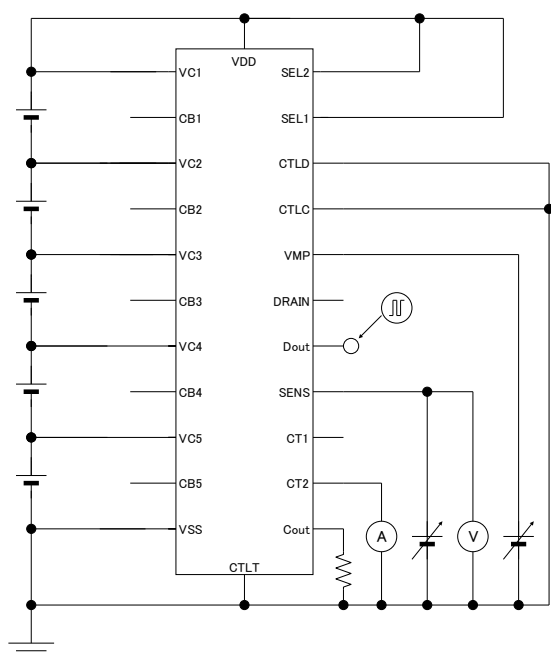 VDD
VC1
SEL2
CB1
SEL1
VC2
CTLD
CB2
CTLC
VC3
VMP
CB3
DRAIN
VC4
Dout
CB4
SENS
VC5
CT1
CB5
CT2
VSS
Cout
A
V
CTLT